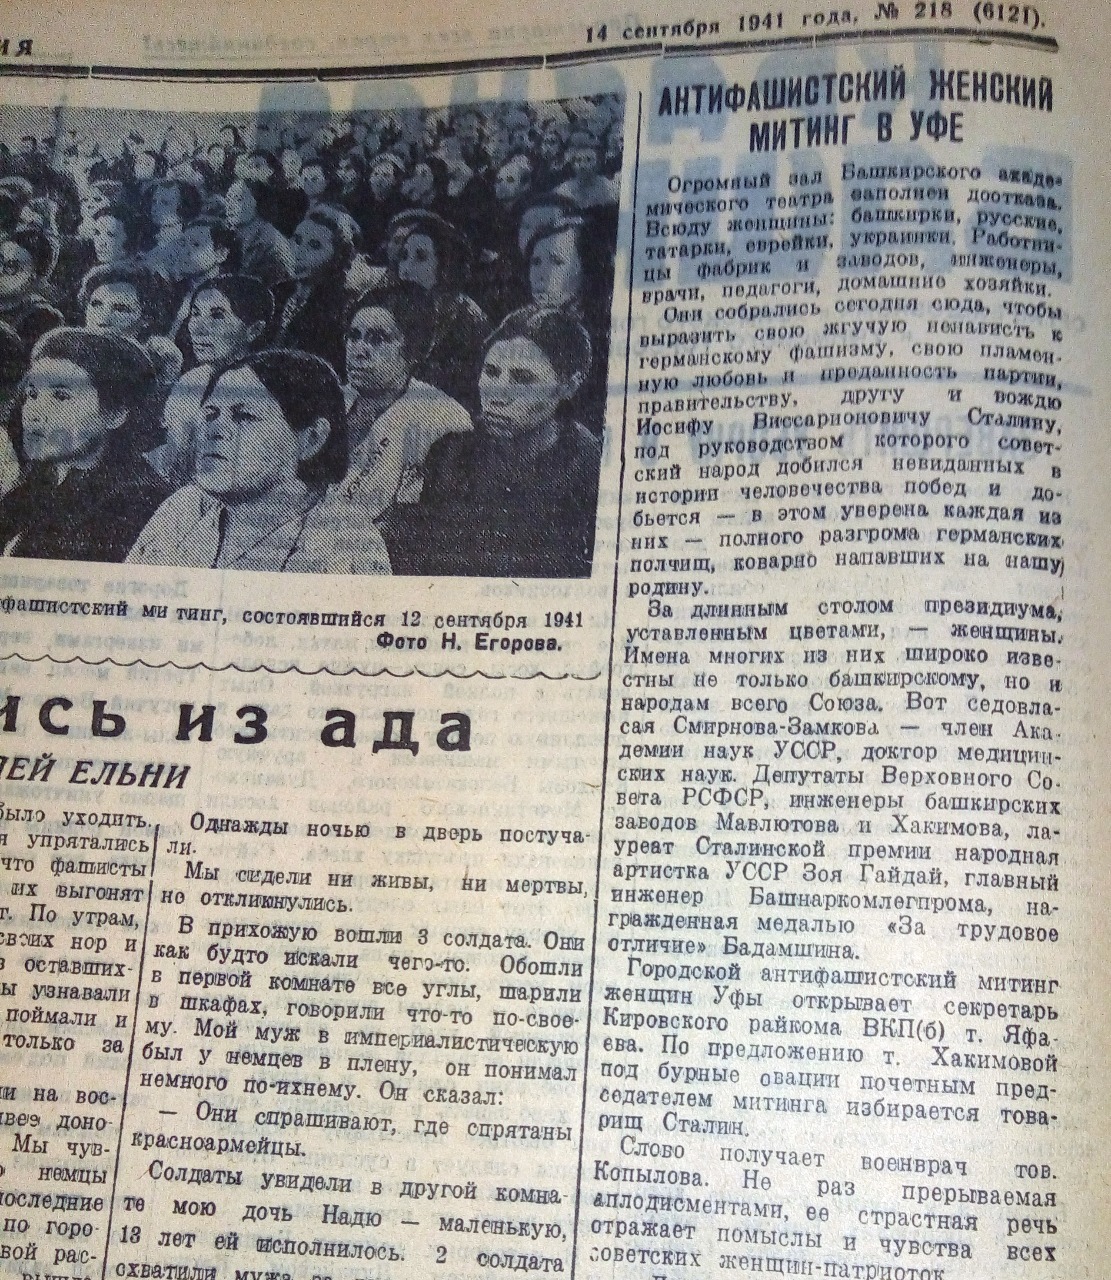 ия
14 сентября 1941 года, № 218 (6121).
фашистский ми тинг, состоявшийся 12 сентября 1941
Фото Н. Егорова.
ись из ада
ЛЕЙ ЕЛЬНИ
было уходить.
я упрятались
что фашисты
их выгонят
т. По утрам,
своих нор и
в оставших-
ы узнавали
поймали и
только за
ли на вос-
двее доно-
Мы чув-
о немцы
последние
по горо-
вой рас-
Однажды ночью в дверь постуча-
ли.
Мы сидели ни живы, ни мертвы,
но откликнулись.
В прихожую вошли 3 солдата. Они
как будто искали чего-то. Обошли
в первой комнате все углы, шарили
в шкафах, говорили что-то по-свое-
му. Мой муж в империалистическую
был у немцев в плену, он понимал
немного по-ихнему. Он сказал:
— Они спрашивают, где спрятаны
красноармейцы.
Солдаты увидели в другой комна-
те мою дочь Надю — маленькую,
13 лет ей исполнилось. 2 солдата
схватили мужа за
АНТИФАШИСТСКИЙ ЖЕНСКИЙ
МИТИНГ В УФЕ
Огромный зал Башкирского акаде-
мического театра заполнен доотказа.
Всюду женщины: башкирки, русские,
татарки, еврейки, украинки. Работни-
цы фабрик и заводов, инженеры,
врачи, педагоги, домашние хозяйки.
Они собрались сегодня сюда, чтобы
выразить свою жгучую ненависть к
германскому фашизму, свою пламен-
ную любовь и преданность партии,
правительству, другу и вождю
Иосифу Виссарионовичу Сталину,
под руководством которого совет-
ский народ добился невиданных в
истории человечества побед и до-
бьется — в этом уверена каждая из
них — полного разгрома германских
полчищ, коварно напавших на нашу
родину.
За длинным столом президиума,
уставленным цветами, — женщины.
Имена многих из них широко изве-
стны не только башкирскому, но и
народам всего Союза. Вот седовла-
сая Смирнова-Замкова — член Ака-
демии наук УССР, доктор медицин-
ских наук. Депутаты Верховного Со-
вета РСФСР, инженеры башкирских
заводов Мавлютова и Хакимова, ла-
уреат Сталинской премии народная
артистка УССР Зоя Гайдай, главный
инженер Башнаркомлегпрома, на-
гражденная медалью «За трудовое
отличие» Бадамшина.
Городской антифашистский митинг
женщин Уфы открывает секретарь
Кировского райкома ВКП(б) т. Яфа-
ева. По предложению т. Хакимовой
под бурные овации почетным пред-
седателем митинга избирается това-
рищ Сталин.
Слово получает военврач тов.
Копылова. Не раз прерываемая
аплодисментами, ее страстная речь
отражает помыслы и чувства всех
советских женщин-патриоток